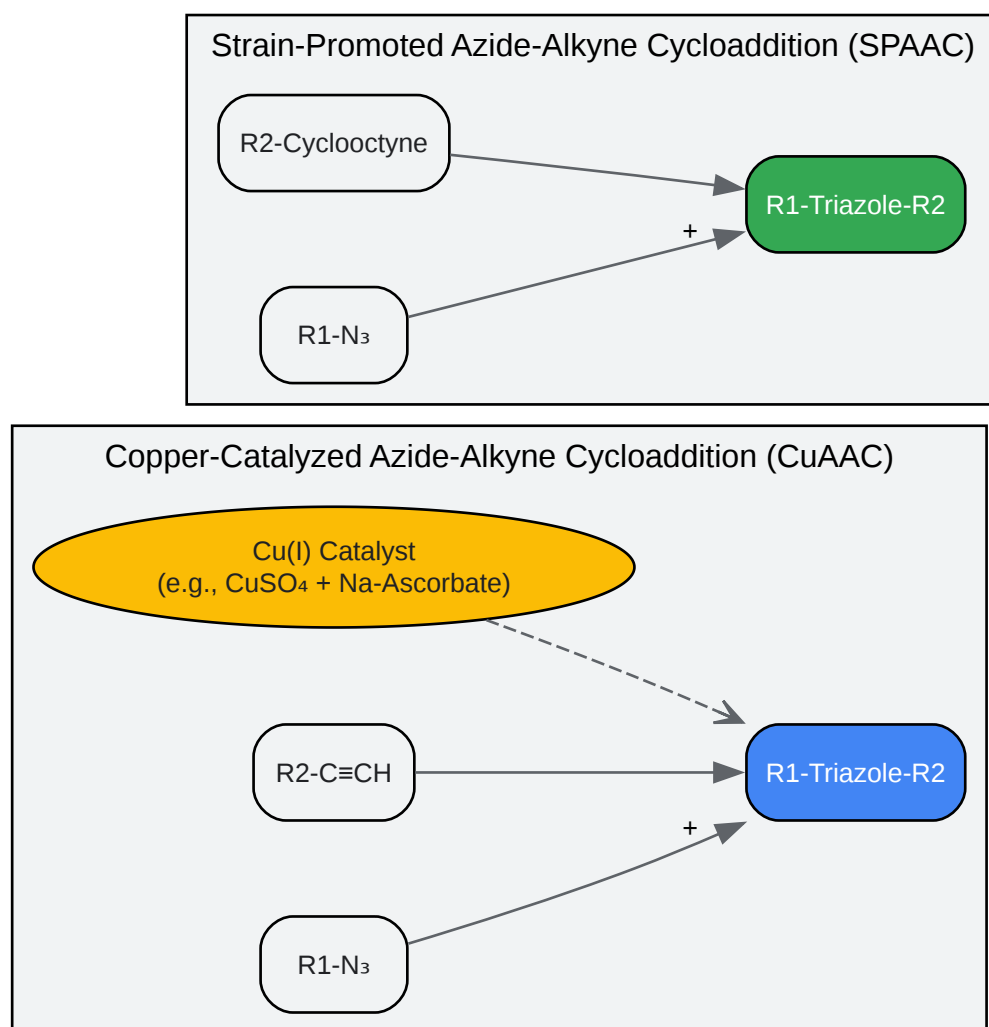 Strain-Promoted Azide-Alkyne Cycloaddition (SPAAC)
R2-Cyclooctyne
R1-Triazole-R2
+
R1-N₃
Copper-Catalyzed Azide-Alkyne Cycloaddition (CuAAC)
Cu(I) Catalyst
(e.g., CuSO₄ + Na-Ascorbate)
R2-C≡CH
R1-Triazole-R2
+
R1-N₃